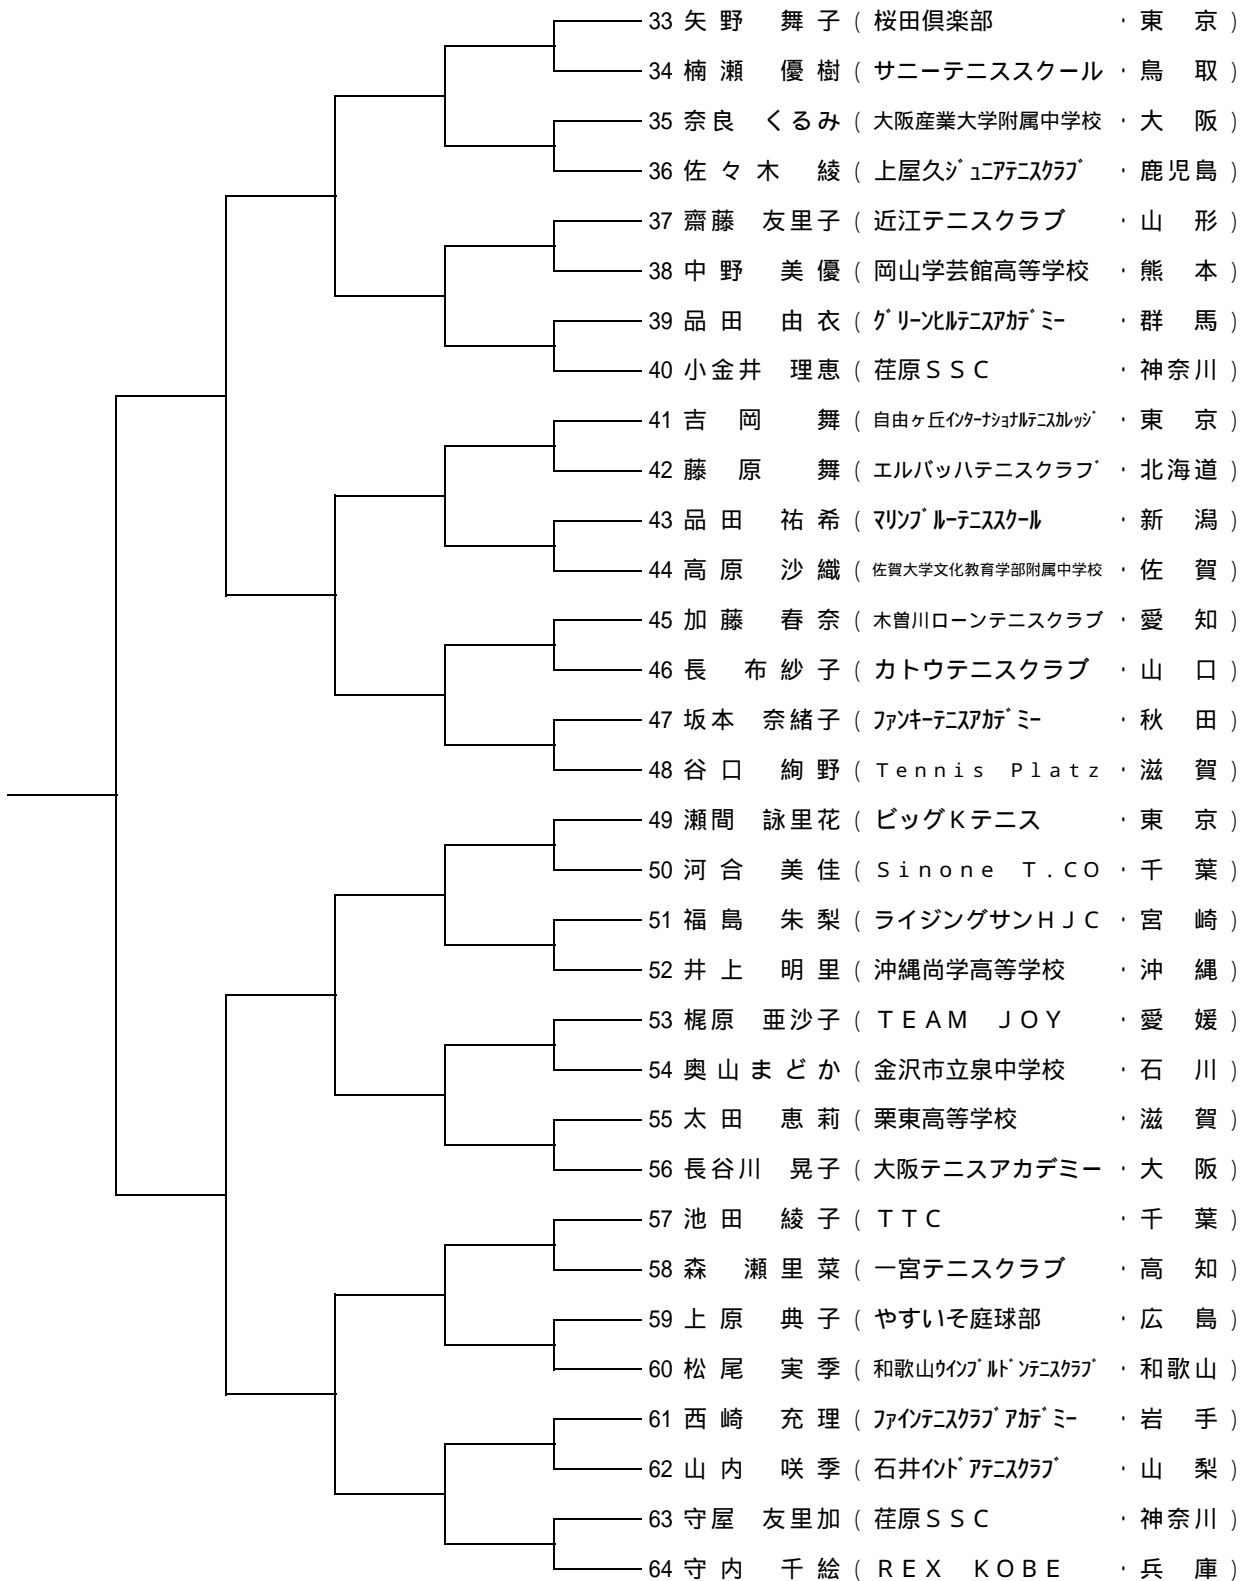 33 矢野 舞子 ( 桜田倶楽部 ・ 東京 )
34 楠瀬 優樹 ( サニーテニススクール ・ 鳥取 )
35 奈良 くるみ ( 大阪産業大学附属中学校 ・ 大阪 )
36 佐々木 綾 ( 上屋久ジュニアテニスクラブ ・ 鹿児島 )
37 齋藤 友里子 ( 近江テニスクラブ ・ 山形 )
38 中野 美優 ( 岡山学芸館高等学校 ・ 熊本 )
39 品田 由衣 ( グリーンヒルテニスアカデミー ・ 群馬 )
40 小金井 理恵 ( 荏原SSC ・ 神奈川 )
41 吉岡 舞 ( 自由ヶ丘インターナショナルテニスカレッジ ・ 東京 )
42 藤原 舞 ( エルバッハテニスクラブ ・ 北海道 )
43 品田 祐希 ( マリンブルーテニススクール ・ 新潟 )
44 高原 沙織 ( 佐賀大学文化教育学部附属中学校 ・ 佐賀 )
45 加藤 春奈 ( 木曽川ローンテニスクラブ ・ 愛知 )
46 長 布紗子 ( カトウテニスクラブ ・ 山口 )
47 坂本 奈緒子 ( ファンキーテニスアカデミー ・ 秋田 )
48 谷口 絢野 ( Tennis Platz ・ 滋賀 )
49 瀬間 詠里花 ( ビッグKテニス ・ 東京 )
50 河合 美佳 ( Sinone T.CO ・ 千葉 )
51 福島 朱梨 ( ライジングサンHJC ・ 宮崎 )
52 井上 明里 ( 沖縄尚学高等学校 ・ 沖縄 )
53 梶原 亜沙子 ( TEAM JOY ・ 愛媛 )
54 奥山まどか ( 金沢市立泉中学校 ・ 石川 )
55 太田 恵莉 ( 栗東高等学校 ・ 滋賀 )
56 長谷川 晃子 ( 大阪テニスアカデミー ・ 大阪 )
57 池田 綾子 ( TTC ・ 千葉 )
58 森 瀬里菜 ( 一宮テニスクラブ ・ 高知 )
59 上原 典子 ( やすいそ庭球部 ・ 広島 )
60 松尾 実季 ( 和歌山ウインブルドンテニスクラブ ・ 和歌山 )
61 西崎 充理 ( ファインテニスクラブアカデミー ・ 岩手 )
62 山内 咲季 ( 石井インドアテニスクラブ ・ 山梨 )
63 守屋 友里加 ( 荏原SSC ・ 神奈川 )
64 守内 千絵 ( REX KOBE ・ 兵庫 )